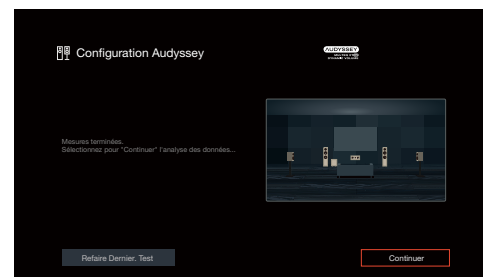 Configuration Audyssey
AUDYSSEY
Mesures terminées.
Sélectionnez pour "Continuer" l'analyse des données...
Refaire Dernier. Test
Continuer